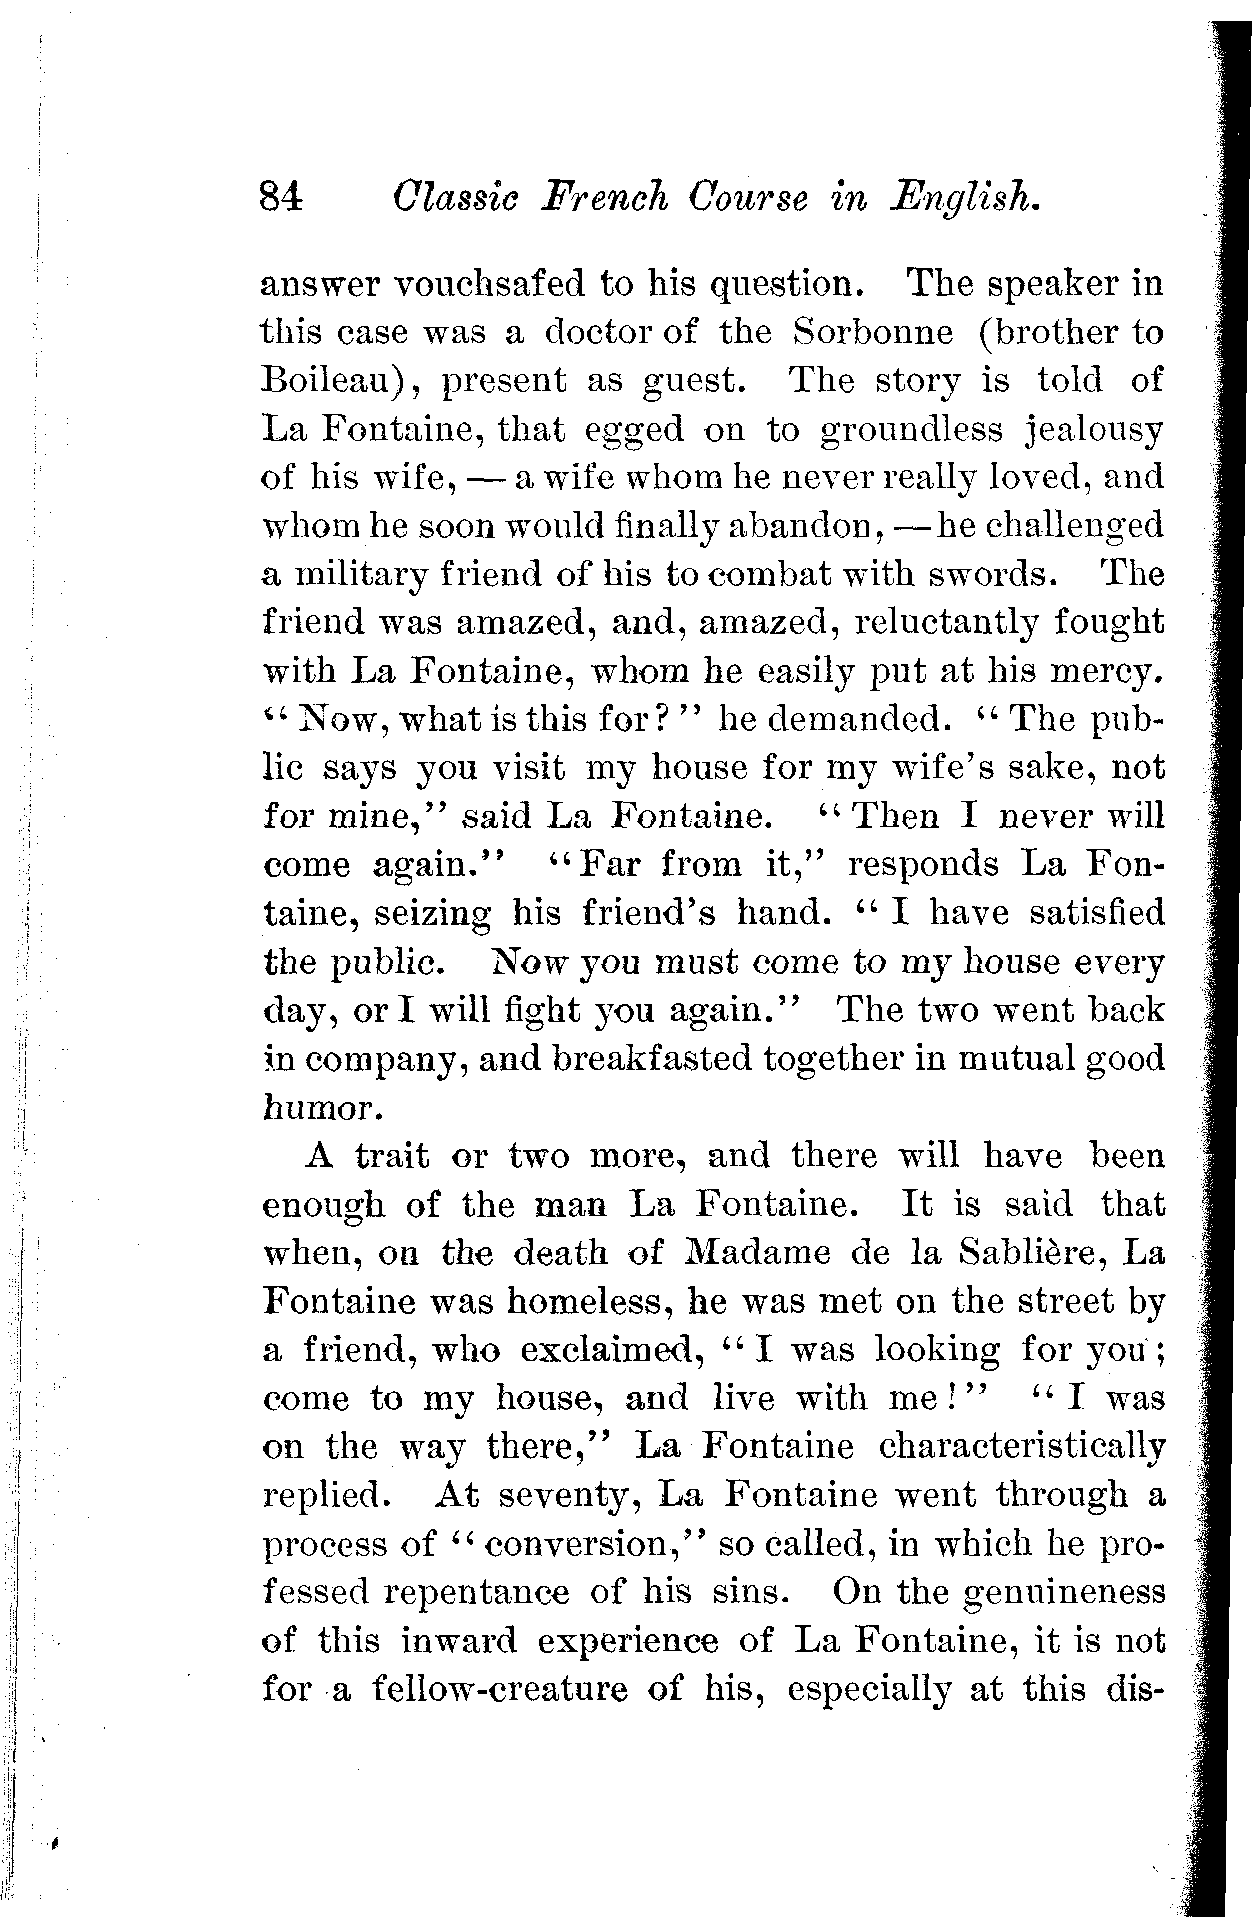 84 Classic French Course in English.
answer vouchsafed to his question. The speaker in
this case was a doctor of the Sorbonne (brother to
Boileau), present as guest. The story is told of
La Fontaine, that egged on to groundless jealousy
of his wife, — a wife whom he never really loved, and
whom he soon would finally abandon, — he challenged
a military friend of his to combat with swords. The
friend was amazed, and, amazed, reluctantly fought
with La Fontaine, whom he easily put at his mercy.
“Now, what is this for?” he demanded. “The pub-
lic says you visit my house for my wife's sake, not
for mine,” said La Fontaine. “Then I never will
come again.” “Far from it,” responds La Fon-
taine, seizing his friend's hand. “I have satisfied
the public. Now you must come to my house every
day, or I will fight you again.” The two went back
in company, and breakfasted together in mutual good
humor.
A trait or two more, and there will have been
enough of the man La Fontaine. It is said that
when, on the death of Madame de la Sablière, La
Fontaine was homeless, he was met on the street by
a friend, who exclaimed, “I was looking for you;
come to my house, and live with me!” “I was
on the way there,” La Fontaine characteristically
replied. At seventy, La Fontaine went through a
process of “conversion,” so called, in which he pro-
fessed repentance of his sins. On the genuineness
of this inward experience of La Fontaine, it is not
for a fellow-creature of his, especially at this dis-